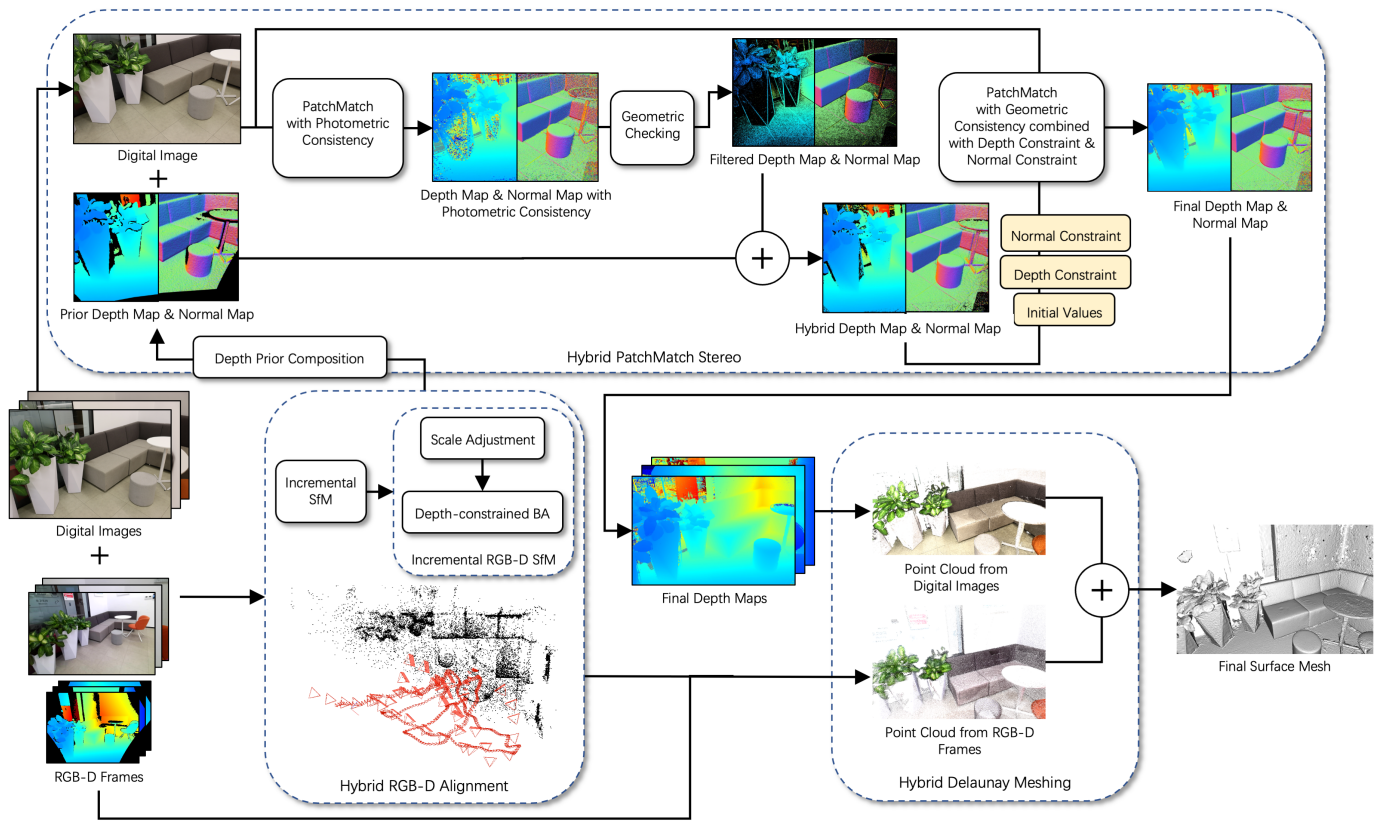 Digital Image
+
PatchMatch
with Photometric
Consistency
Depth Map & Normal Map with
Photometric Consistency
Geometric
Checking
Filtered Depth Map & Normal Map
PatchMatch
with Geometric
Consistency combined
with Depth Constraint &
Normal Constraint
Final Depth Map &
Normal Map
Prior Depth Map & Normal Map
+
Hybrid Depth Map & Normal Map
Normal Constraint
Depth Constraint
Initial Values
Depth Prior Composition
Hybrid PatchMatch Stereo
Digital Images
+
RGB-D Frames
Incremental
SfM
Scale Adjustment
Depth-constrained BA
Incremental RGB-D SfM
Hybrid RGB-D Alignment
Final Depth Maps
Point Cloud from
Digital Images
+
Point Cloud from RGB-D
Frames
Hybrid Delaunay Meshing
Final Surface Mesh